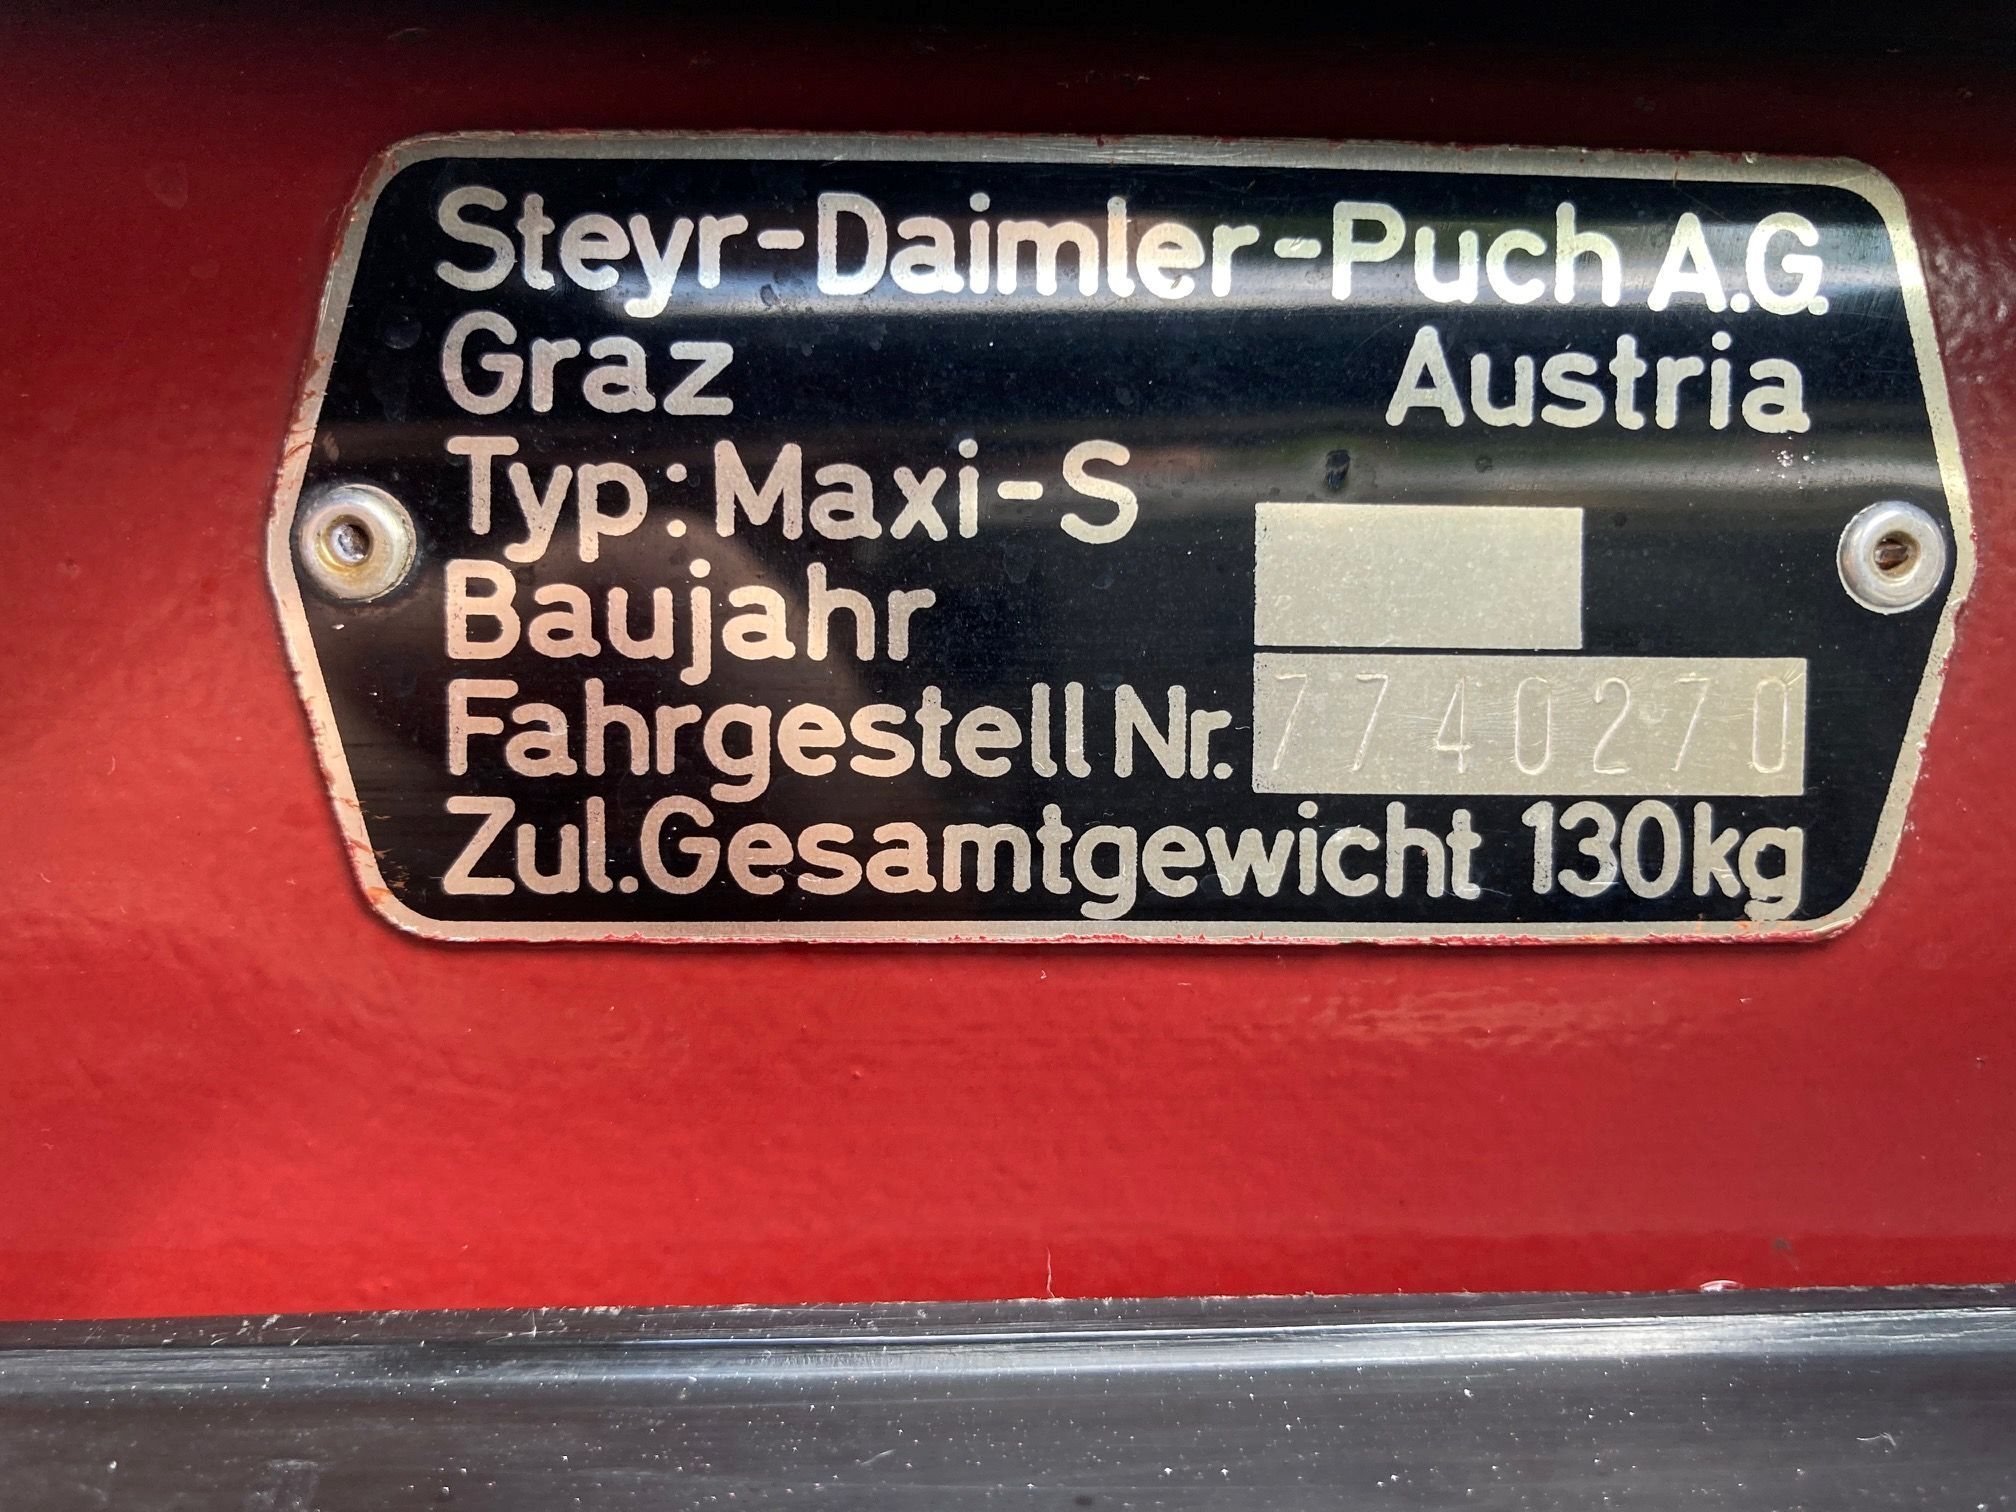 Steyr-Daimler-Puch A.G.
Graz Austria
Typ: Maxi-S
Baujahr
Fahrgestell Nr. 7740270
Zul.Gesamtgewicht 130kg